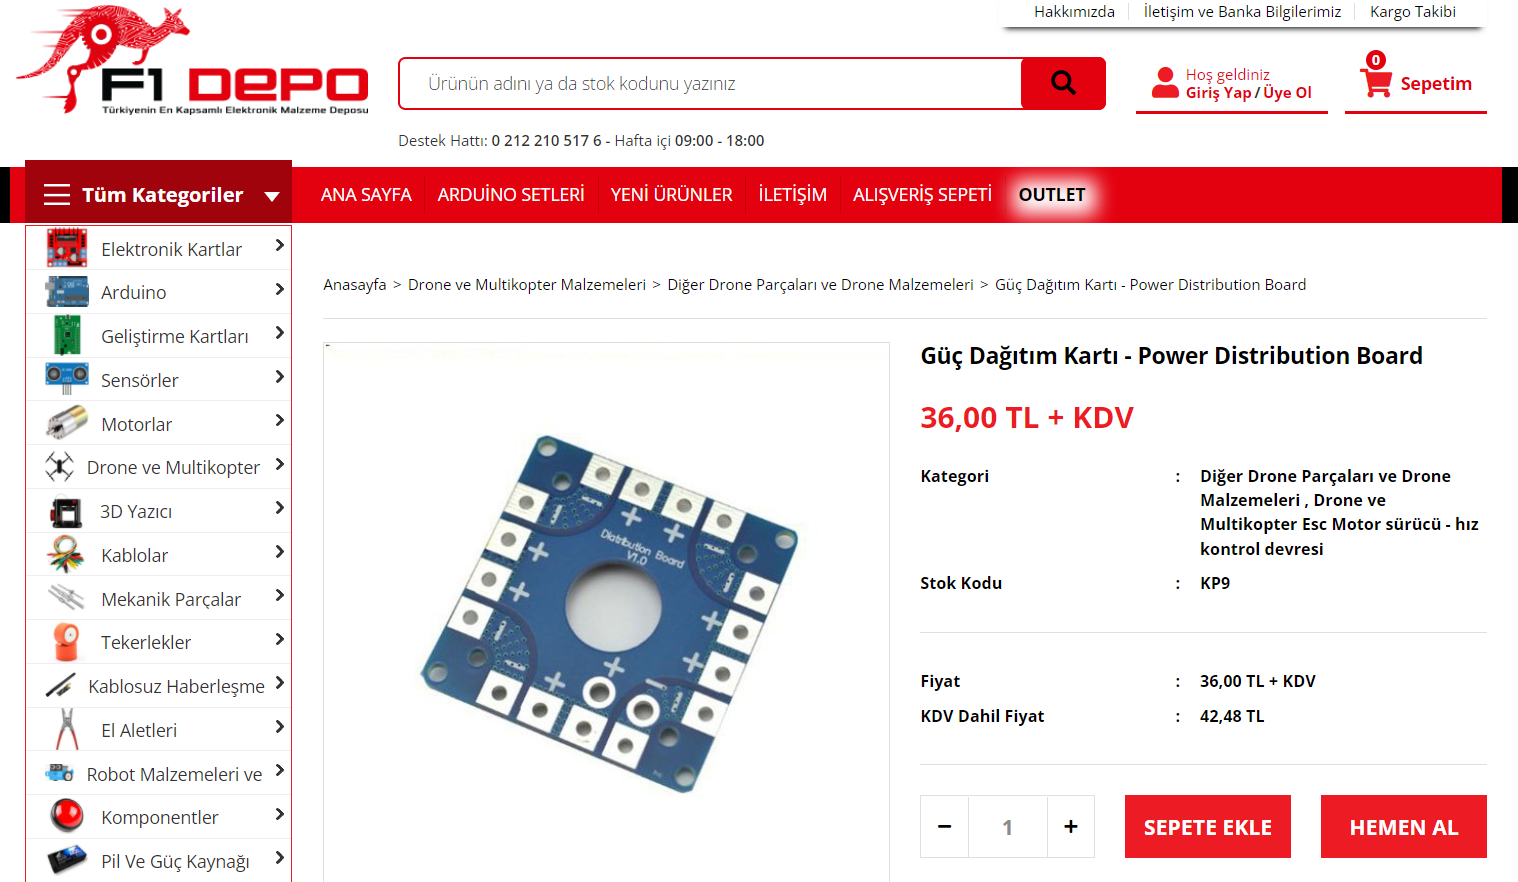 Hakkımızda
İletişim ve Banka Bilgilerimiz
Kargo Takibi
F1 DEPO
Türkiyenin En Kapsamlı Elektronik Malzeme Deposu
Ürünün adını ya da stok kodunu yazınız
Destek Hattı: 0 212 210 517 6 - Hafta içi 09:00 - 18:00
Hoş geldiniz
Giriş Yap / Üye Ol
0
Sepetim
Tüm Kategoriler
ANA SAYFA
ARDUİNO SETLERİ
YENİ ÜRÜNLER
İLETİŞİM
ALIŞVERİŞ SEPETİ
OUTLET
Elektronik Kartlar
Arduino
Geliştirme Kartları
Sensörler
Motorlar
Drone ve Multikopter
3D Yazıcı
Kablolar
Mekanik Parçalar
Tekerlekler
Kablosuz Haberleşme
El Aletleri
Robot Malzemeleri ve
Komponentler
Pil Ve Güç Kaynağı
Anasayfa > Drone ve Multikopter Malzemeleri > Diğer Drone Parçaları ve Drone Malzemeleri > Güç Dağıtım Kartı - Power Distribution Board
Distribution Board
V1.0
Güç Dağıtım Kartı - Power Distribution Board
36,00 TL + KDV
Kategori : Diğer Drone Parçaları ve Drone
Malzemeleri , Drone ve
Multikopter Esc Motor sürücü - hız
kontrol devresi
Stok Kodu : KP9
Fiyat : 36,00 TL + KDV
KDV Dahil Fiyat : 42,48 TL
− 1 +
SEPETE EKLE
HEMEN AL